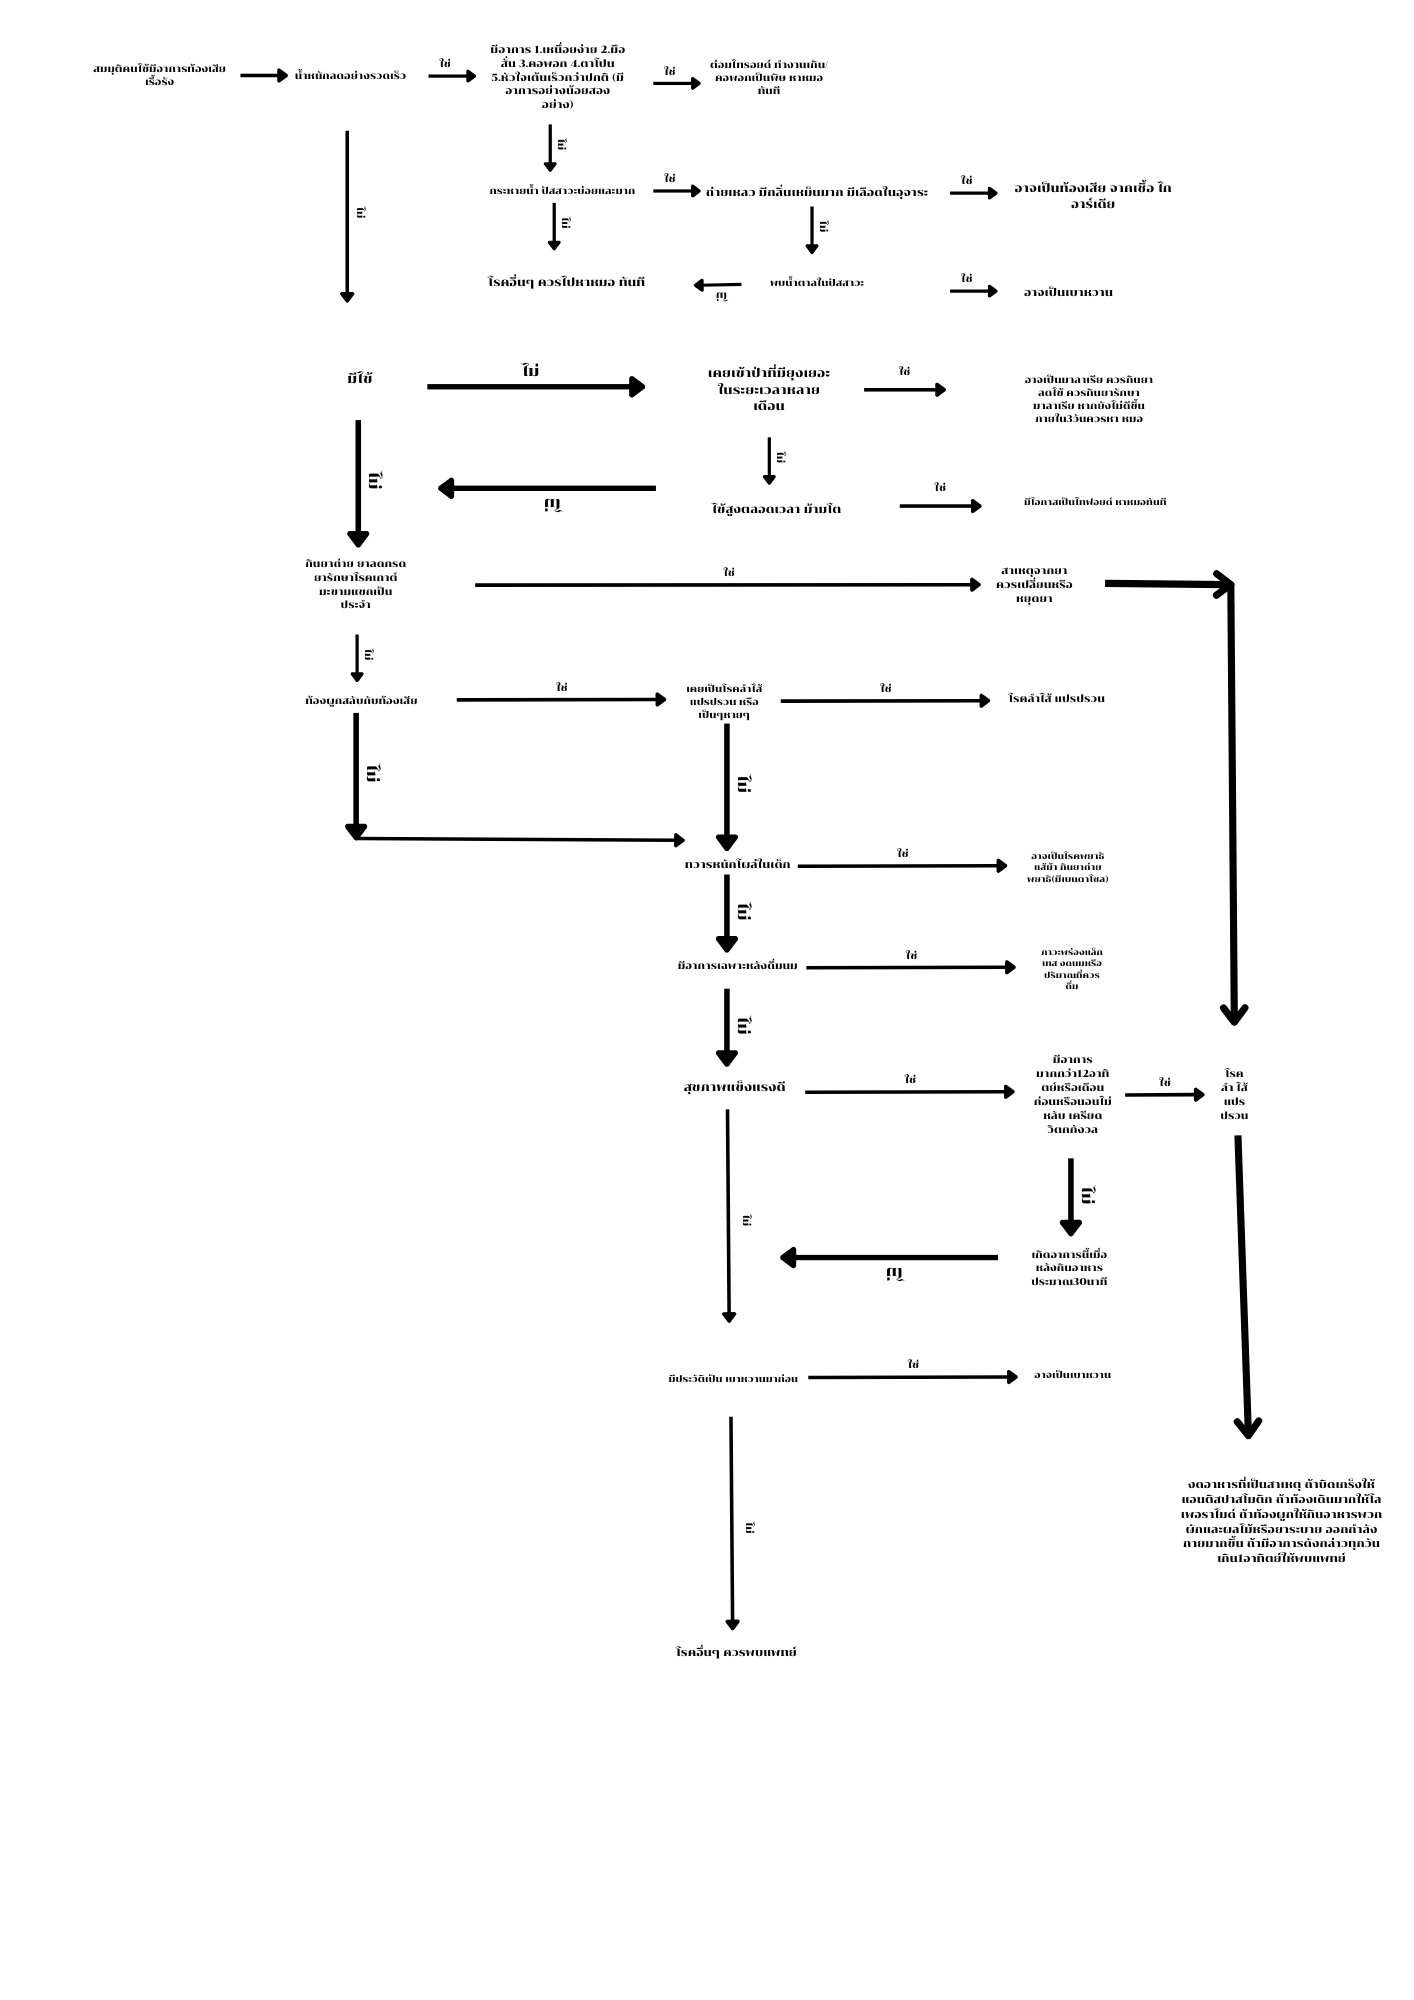 สมมุติคนไข้มีอาการท้องเสีย
เรื้อรัง
น้ำหนักลดอย่างรวดเร็ว
ใช่
มีอาการ 1.เหนื่อยง่าย 2.มือ
สั่น 3.คอพอก 4.ตาโปน
5.หัวใจเต้นเร็วกว่าปกติ (มี
อาการอย่างน้อยสอง
อย่าง)
ใช่
ต่อมไทรอยด์ ทำงานเกิน/
คอพอกเป็นพิษ หาหมอ
ทันที
ไม่
ไม่
กระหายน้ำ ปัสสาวะบ่อยและมาก
ใช่
ถ่ายเหลว มีกลิ่นเหม็นมาก มีเลือดในอุจาระ
ใช่
อาจเป็นท้องเสีย จากเชื้อ ไก
อาร์เดีย
ไม่
ไม่
โรคอื่นๆ ควรไปหาหมอ ทันที
ไม่
พบน้ำตาลในปัสสาวะ
ใช่
อาจเป็นเบาหวาน
มีไข้
ไม่
เคยเข้าป่าที่มียุงเยอะ
ในระยะเวลาหลาย
เดือน
ใช่
อาจเป็นมาลาเรีย ควรกินยา
ลดไข้ ควรกินยารักษา
มาลาเรีย หากยังไม่ดีขึ้น
ภายใน3วันควรหา หมอ
ไม่
ไม่
ไม่
ไข้สูงตลอดเวลา ม้ามโต
ใช่
มีโอกาสเป็นไทฟอยด์ หาหมอทันที
กินยาถ่าย ยาลดกรด
ยารักษาโรคเกาต์
มะขามแขกเป็น
ประจำ
ใช่
สาเหตุจากยา
ควรเปลี่ยนหรือ
หยุดยา
ไม่
ท้องผูกสลับกับท้องเสีย
ใช่
เคยเป็นโรคลำไส้
แปรปรวน หรือ
เป็นๆหายๆ
ใช่
โรคลำไส้ แปรปรวน
ไม่
ไม่
ทวารหนักโผล่ในเด็ก
ใช่
อาจเป็นโรคพยาธิ
แส้ม้า กินยาถ่าย
พยาธิ(มีเบนดาโซล)
ไม่
มีอาการเฉพาะหลังดื่มนม
ใช่
ภาวะพร่องแล็ก
เทส งดนมหรือ
ปริมาณที่ควร
ดื่ม
ไม่
สุขภาพแข็งแรงดี
ใช่
มีอาการ
มากกว่า12อาทิ
ตย์หรือเดือน
ก่อนหรือนอนไม่
หลับ เครียด
วิตกกังวล
ใช่
โรค
ลำ ไส้
แปร
ปรวน
ไม่
ไม่
ไม่
เกิดอาการนี้เมื่อ
หลังกินอาหาร
ประมาณ30นาที
มีประวัติเป็น เบาหวานมาก่อน
ใช่
อาจเป็นเบาหวาน
ไม่
งดอาหารที่เป็นสาเหตุ ถ้าบิดเกร็งให้
แอนติสปาสโมติก ถ้าท้องเดินมากให้โล
เพอราไมด์ ถ้าท้องผูกให้กินอาหารพวก
ผักและผลไม้หรือยาระบาย ออกกำลัง
กายมากขึ้น ถ้ามีอาการดังกล่าวทุกวัน
เกิน1อาทิตย์ให้พบแพทย์
โรคอื่นๆ ควรพบแพทย์